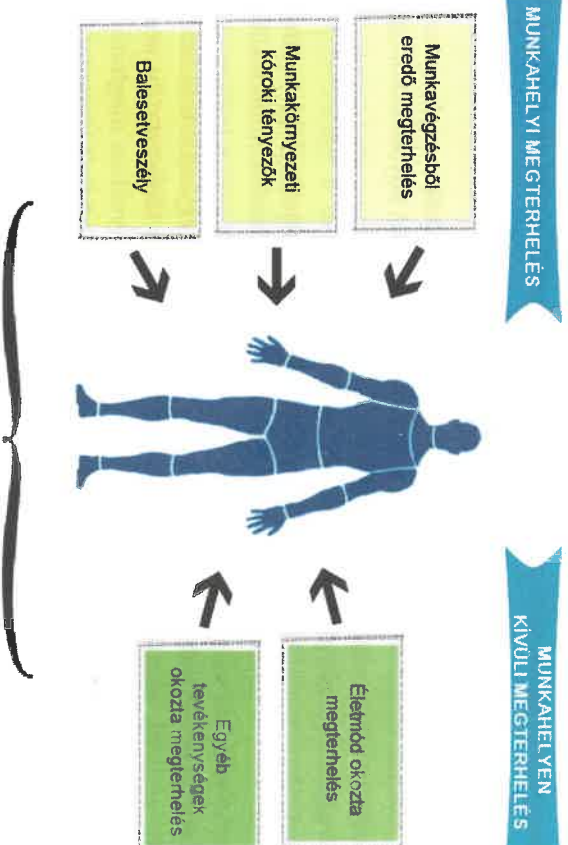 MUNKAHELYI MEGTERHELÉS
Munkavégzésből
eredő megterhelés
Munkakörnyezeti
kóroki tényezők
Balesetveszély
MUNKAHELYEN
KÍVÜLI MEGTERHELÉS
Életmód okozta
megterhelés
Egyéb
tevékenységek
okozta megterhelés